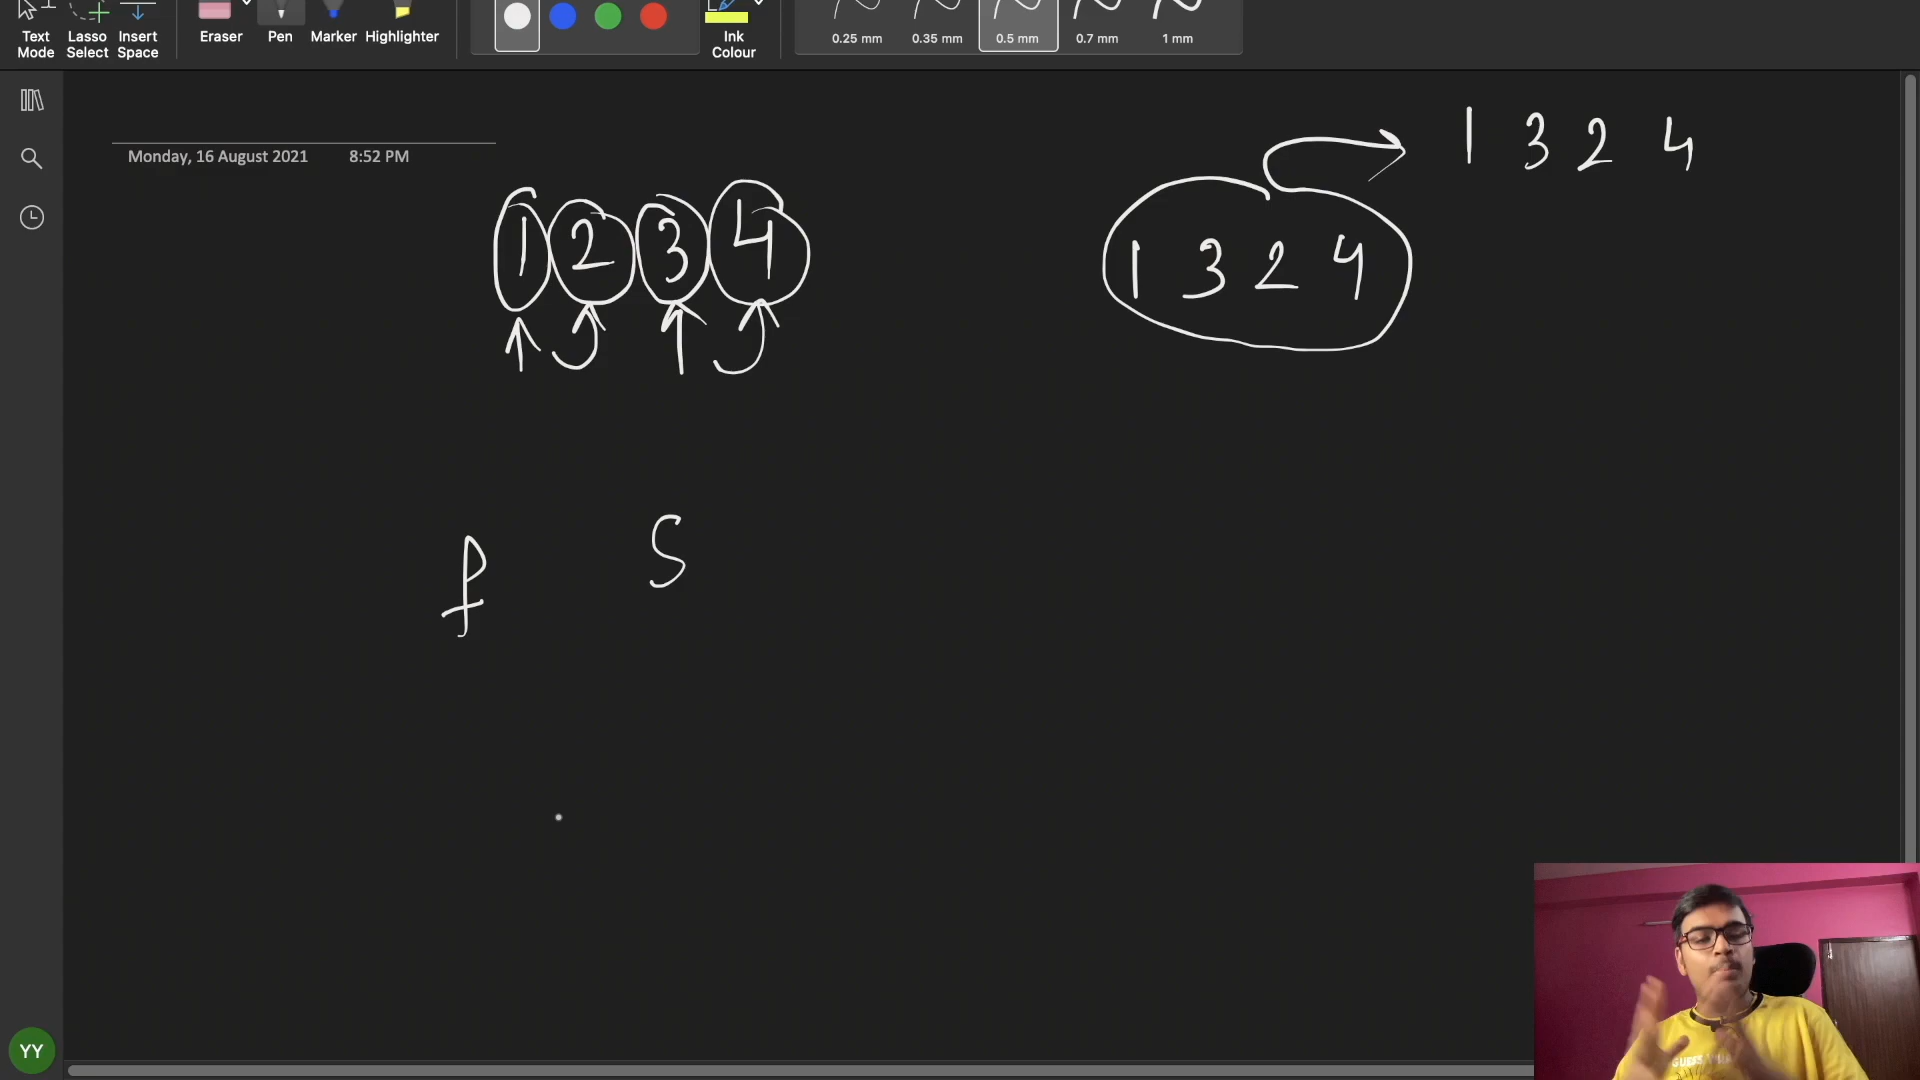 Text Mode
Lasso Select
Insert Space
Eraser
Pen
Marker
Highlighter
Ink Colour
0.25 mm
0.35 mm
0.5 mm
0.7 mm
1 mm
1 3 2 4
Monday, 16 August 2021 8:52 PM
1 2 3 4
1 3 2 4
f S
YY